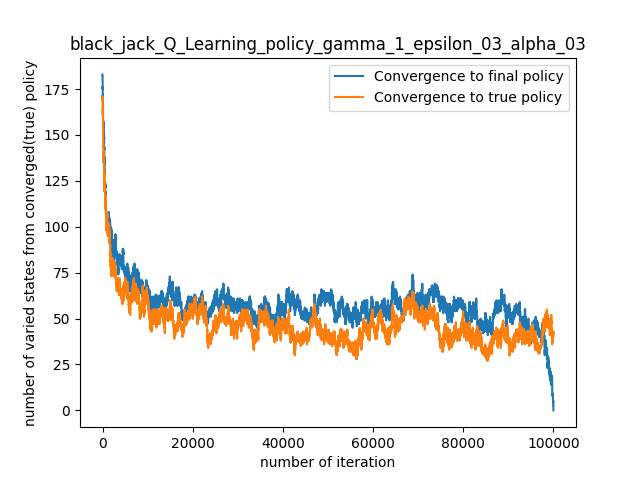 black_jack_Q_Learning_policy_gamma_1_epsilon_03_alpha_03
Convergence to final policy
Convergence to true policy
number of varied states from converged(true) policy
175
150
125
100
75
50
25
0
0 20000 40000 60000 80000 100000
number of iteration